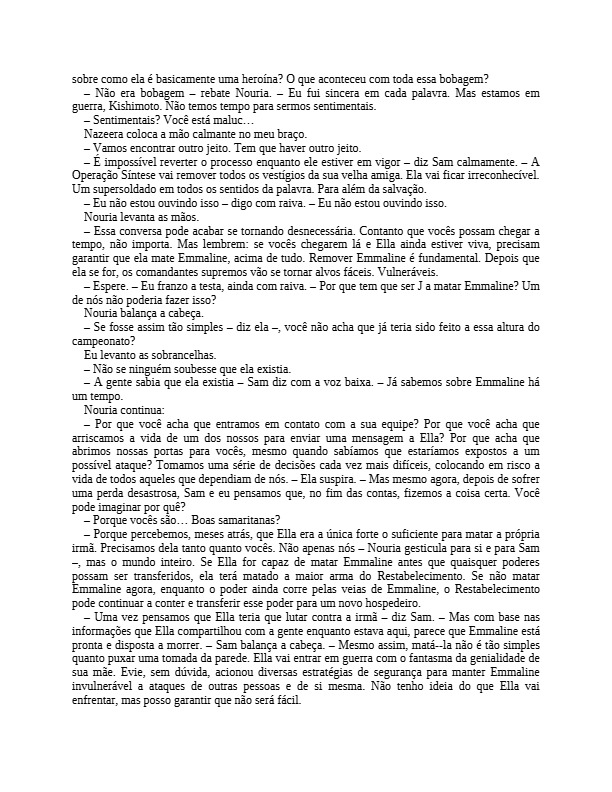 sobre como ela é basicamente uma heroína? O que aconteceu com toda essa bobagem?
– Não era bobagem – rebate Nouria. – Eu fui sincera em cada palavra. Mas estamos em
guerra, Kishimoto. Não temos tempo para sermos sentimentais.
– Sentimentais? Você está maluc…
Nazeera coloca a mão calmante no meu braço.
– Vamos encontrar outro jeito. Tem que haver outro jeito.
– É impossível reverter o processo enquanto ele estiver em vigor – diz Sam calmamente. – A
Operação Síntese vai remover todos os vestígios da sua velha amiga. Ela vai ficar irreconhecível.
Um supersoldado em todos os sentidos da palavra. Para além da salvação.
– Eu não estou ouvindo isso – digo com raiva. – Eu não estou ouvindo isso.
Nouria levanta as mãos.
– Essa conversa pode acabar se tornando desnecessária. Contanto que vocês possam chegar a
tempo, não importa. Mas lembrem: se vocês chegarem lá e Ella ainda estiver viva, precisam
garantir que ela mate Emmaline, acima de tudo. Remover Emmaline é fundamental. Depois que
ela se for, os comandantes supremos vão se tornar alvos fáceis. Vulneráveis.
– Espere. – Eu franzo a testa, ainda com raiva. – Por que tem que ser J a matar Emmaline? Um
de nós não poderia fazer isso?
Nouria balança a cabeça.
– Se fosse assim tão simples – diz ela –, você não acha que já teria sido feito a essa altura do
campeonato?
Eu levanto as sobrancelhas.
– Não se ninguém soubesse que ela existia.
– A gente sabia que ela existia – Sam diz com a voz baixa. – Já sabemos sobre Emmaline há
um tempo.
Nouria continua:
– Por que você acha que entramos em contato com a sua equipe? Por que você acha que
arriscamos a vida de um dos nossos para enviar uma mensagem a Ella? Por que acha que
abrimos nossas portas para vocês, mesmo quando sabíamos que estaríamos expostos a um
possível ataque? Tomamos uma série de decisões cada vez mais difíceis, colocando em risco a
vida de todos aqueles que dependiam de nós. – Ela suspira. – Mas mesmo agora, depois de sofrer
uma perda desastrosa, Sam e eu pensamos que, no fim das contas, fizemos a coisa certa. Você
pode imaginar por quê?
– Porque vocês são… Boas samaritanas?
– Porque percebemos, meses atrás, que Ella era a única forte o suficiente para matar a própria
irmã. Precisamos dela tanto quanto vocês. Não apenas nós – Nouria gesticula para si e para Sam
–, mas o mundo inteiro. Se Ella for capaz de matar Emmaline antes que quaisquer poderes
possam ser transferidos, ela terá matado a maior arma do Restabelecimento. Se não matar
Emmaline agora, enquanto o poder ainda corre pelas veias de Emmaline, o Restabelecimento
pode continuar a conter e transferir esse poder para um novo hospedeiro.
– Uma vez pensamos que Ella teria que lutar contra a irmã – diz Sam. – Mas com base nas
informações que Ella compartilhou com a gente enquanto estava aqui, parece que Emmaline está
pronta e disposta a morrer. – Sam balança a cabeça. – Mesmo assim, matá--la não é tão simples
quanto puxar uma tomada da parede. Ella vai entrar em guerra com o fantasma da genialidade de
sua mãe. Evie, sem dúvida, acionou diversas estratégias de segurança para manter Emmaline
invulnerável a ataques de outras pessoas e de si mesma. Não tenho ideia do que Ella vai
enfrentar, mas posso garantir que não será fácil.